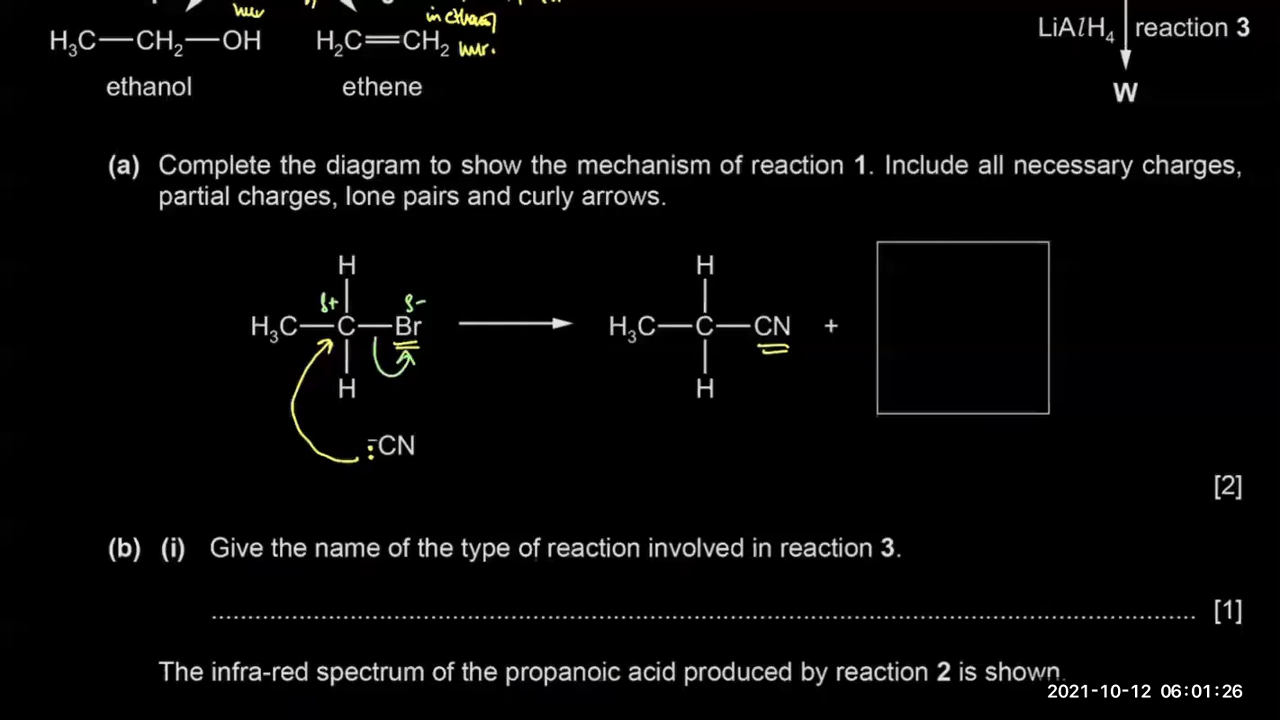 in ethanol
H3C—CH2—OH H2C=CH2
ethanol ethene
LiAlH4 reaction 3
W
(a) Complete the diagram to show the mechanism of reaction 1. Include all necessary charges,
partial charges, lone pairs and curly arrows.
H H
δ+ δ-
H3C—C—Br H3C—C—CN +
H H
:–CN
[2]
(b) (i) Give the name of the type of reaction involved in reaction 3.
.......... [1]
The infra-red spectrum of the propanoic acid produced by reaction 2 is shown.
2021-10-12 06:01:26